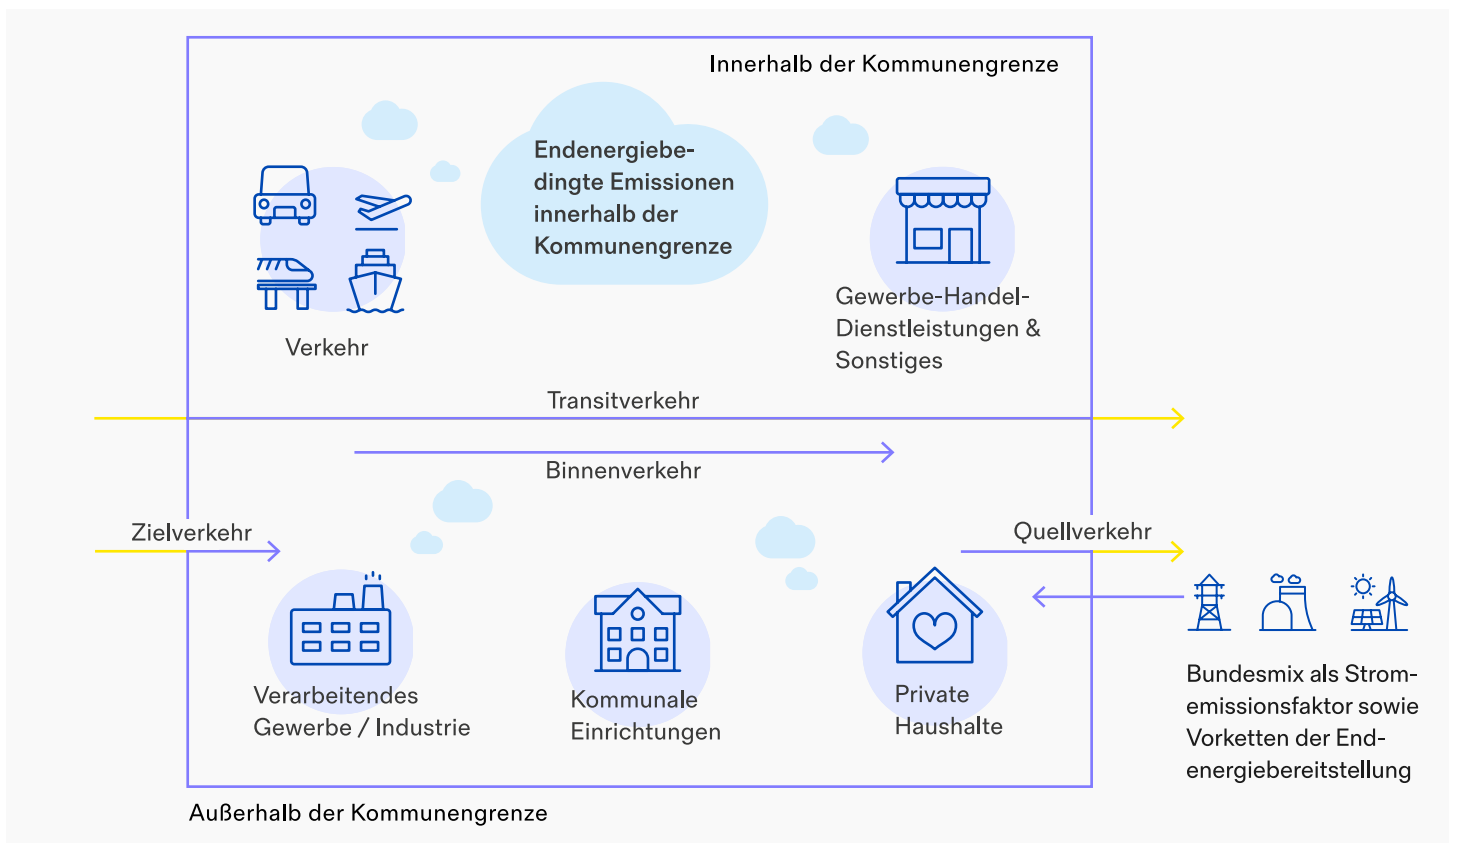 Innerhalb der Kommunengrenze
Endenergiebe-
dingte Emissionen
innerhalb der
Kommunengrenze
Verkehr
Gewerbe-Handel-
Dienstleistungen &
Sonstiges
Transitverkehr
Binnenverkehr
Zielverkehr
Quellverkehr
Verarbeitendes
Gewerbe / Industrie
Kommunale
Einrichtungen
Private
Haushalte
Bundesmix als Strom-
emissionsfaktor sowie
Vorketten der End-
energiebereitstellung
Außerhalb der Kommunengrenze